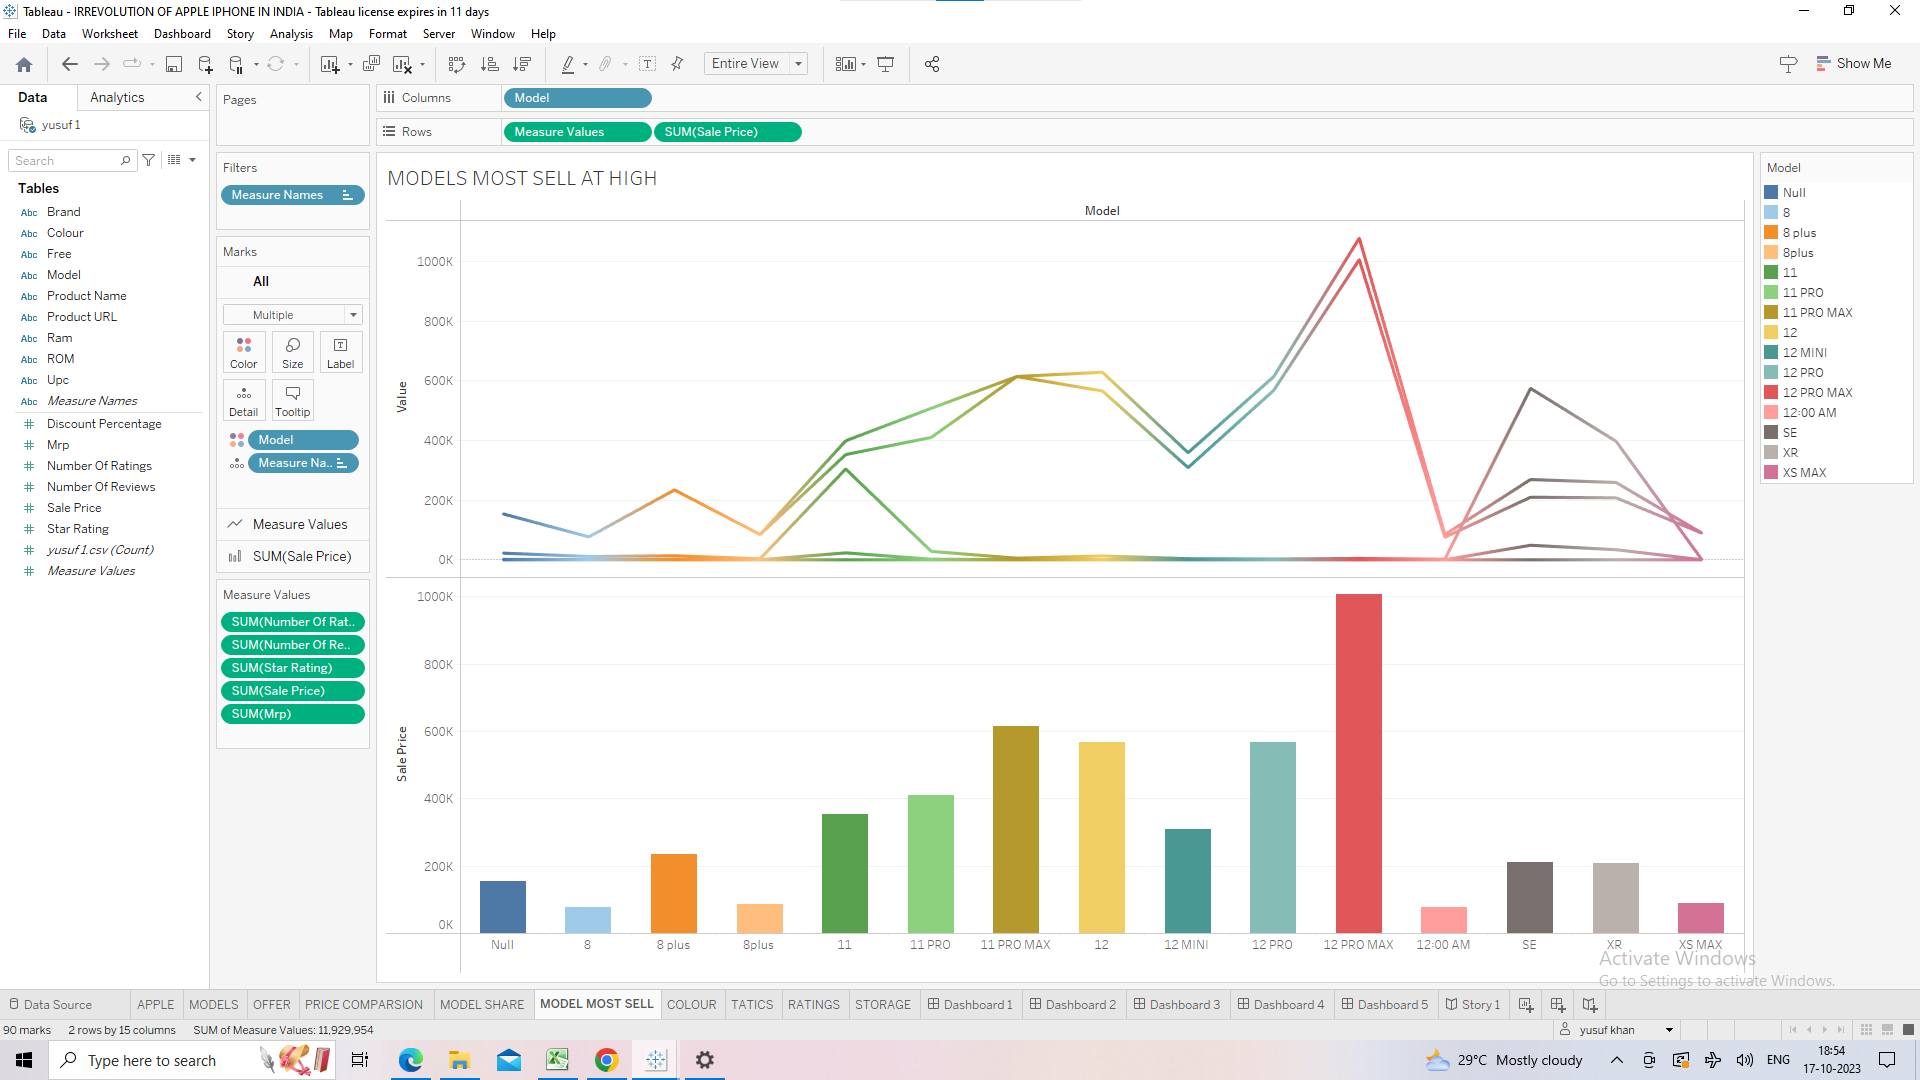 Tableau - IRREVOLUTION OF APPLE IPHONE IN INDIA - Tableau license expires in 11 days
File Data Worksheet Dashboard Story Analysis Map Format Server Window Help
Entire View
Show Me
Data Analytics
yusuf 1
Search
Tables
Abc Brand
Abc Colour
Abc Free
Abc Model
Abc Product Name
Abc Product URL
Abc Ram
Abc ROM
Abc Upc
Abc Measure Names
# Discount Percentage
# Mrp
# Number Of Ratings
# Number Of Reviews
# Sale Price
# Star Rating
# yusuf 1.csv (Count)
# Measure Values
Pages
Filters
Measure Names
Marks
All
Multiple
Color Size Label
Detail Tooltip
Model
Measure Na..
Measure Values
SUM(Sale Price)
Measure Values
SUM(Number Of Rat..
SUM(Number Of Re..
SUM(Star Rating)
SUM(Sale Price)
SUM(Mrp)
Columns Model
Rows Measure Values SUM(Sale Price)
MODELS MOST SELL AT HIGH
Model
1000K
800K
600K
400K
200K
0K
Value
1000K
800K
600K
400K
200K
0K
Sale Price
Null 8 8 plus 8plus 11 11 PRO 11 PRO MAX 12 12 MINI 12 PRO 12 PRO MAX 12:00 AM SE XR XS MAX
Model
Null
8
8 plus
8plus
11
11 PRO
11 PRO MAX
12
12 MINI
12 PRO
12 PRO MAX
12:00 AM
SE
XR
XS MAX
Activate Windows
Go to Settings to activate Windows.
Data Source APPLE MODELS OFFER PRICE COMPARSION MODEL SHARE MODEL MOST SELL COLOUR TATICS RATINGS STORAGE Dashboard 1 Dashboard 2 Dashboard 3 Dashboard 4 Dashboard 5 Story 1
90 marks 2 rows by 15 columns SUM of Measure Values: 11,929,954
yusuf khan
Type here to search
29°C Mostly cloudy
ENG
18:54
17-10-2023